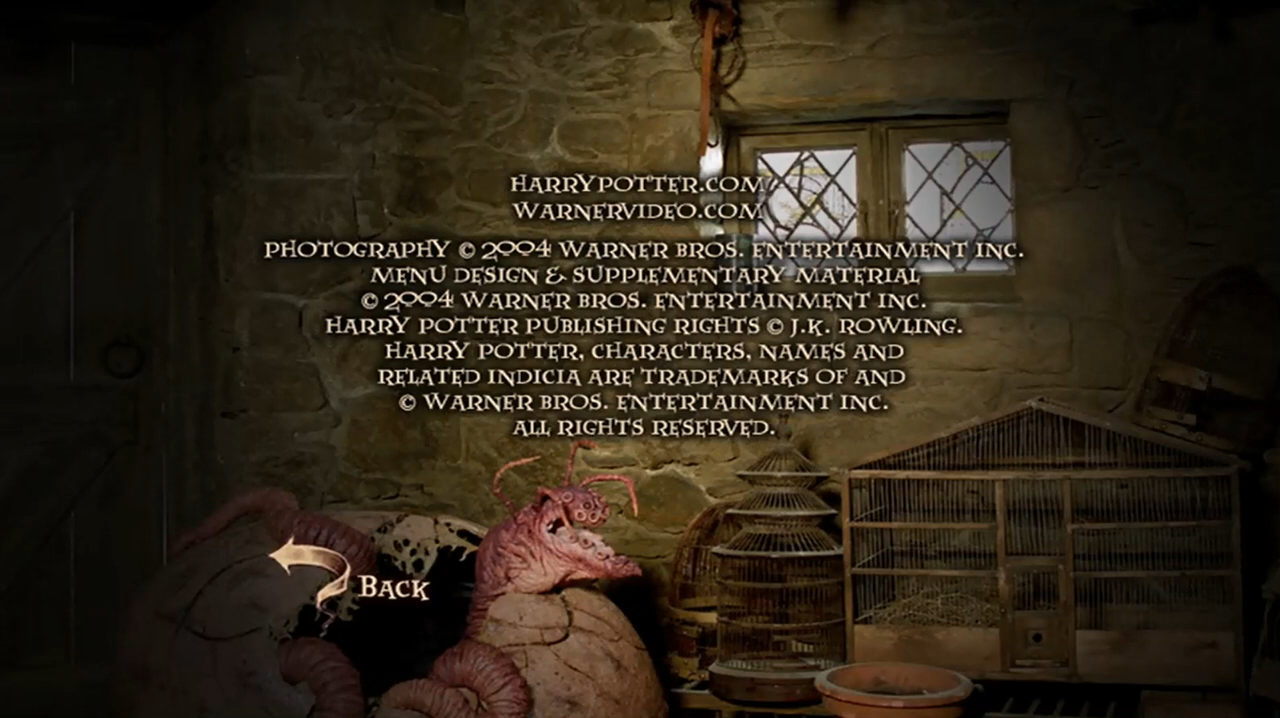 HARRYPOTTER.COM
WARNERVIDEO.COM
PHOTOGRAPHY © 2004 WARNER BROS. ENTERTAINMENT INC.
MENU DESIGN & SUPPLEMENTARY MATERIAL
© 2004 WARNER BROS. ENTERTAINMENT INC.
HARRY POTTER PUBLISHING RIGHTS © J.K. ROWLING.
HARRY POTTER, CHARACTERS, NAMES AND
RELATED INDICIA ARE TRADEMARKS OF AND
© WARNER BROS. ENTERTAINMENT INC.
ALL RIGHTS RESERVED.
BACK